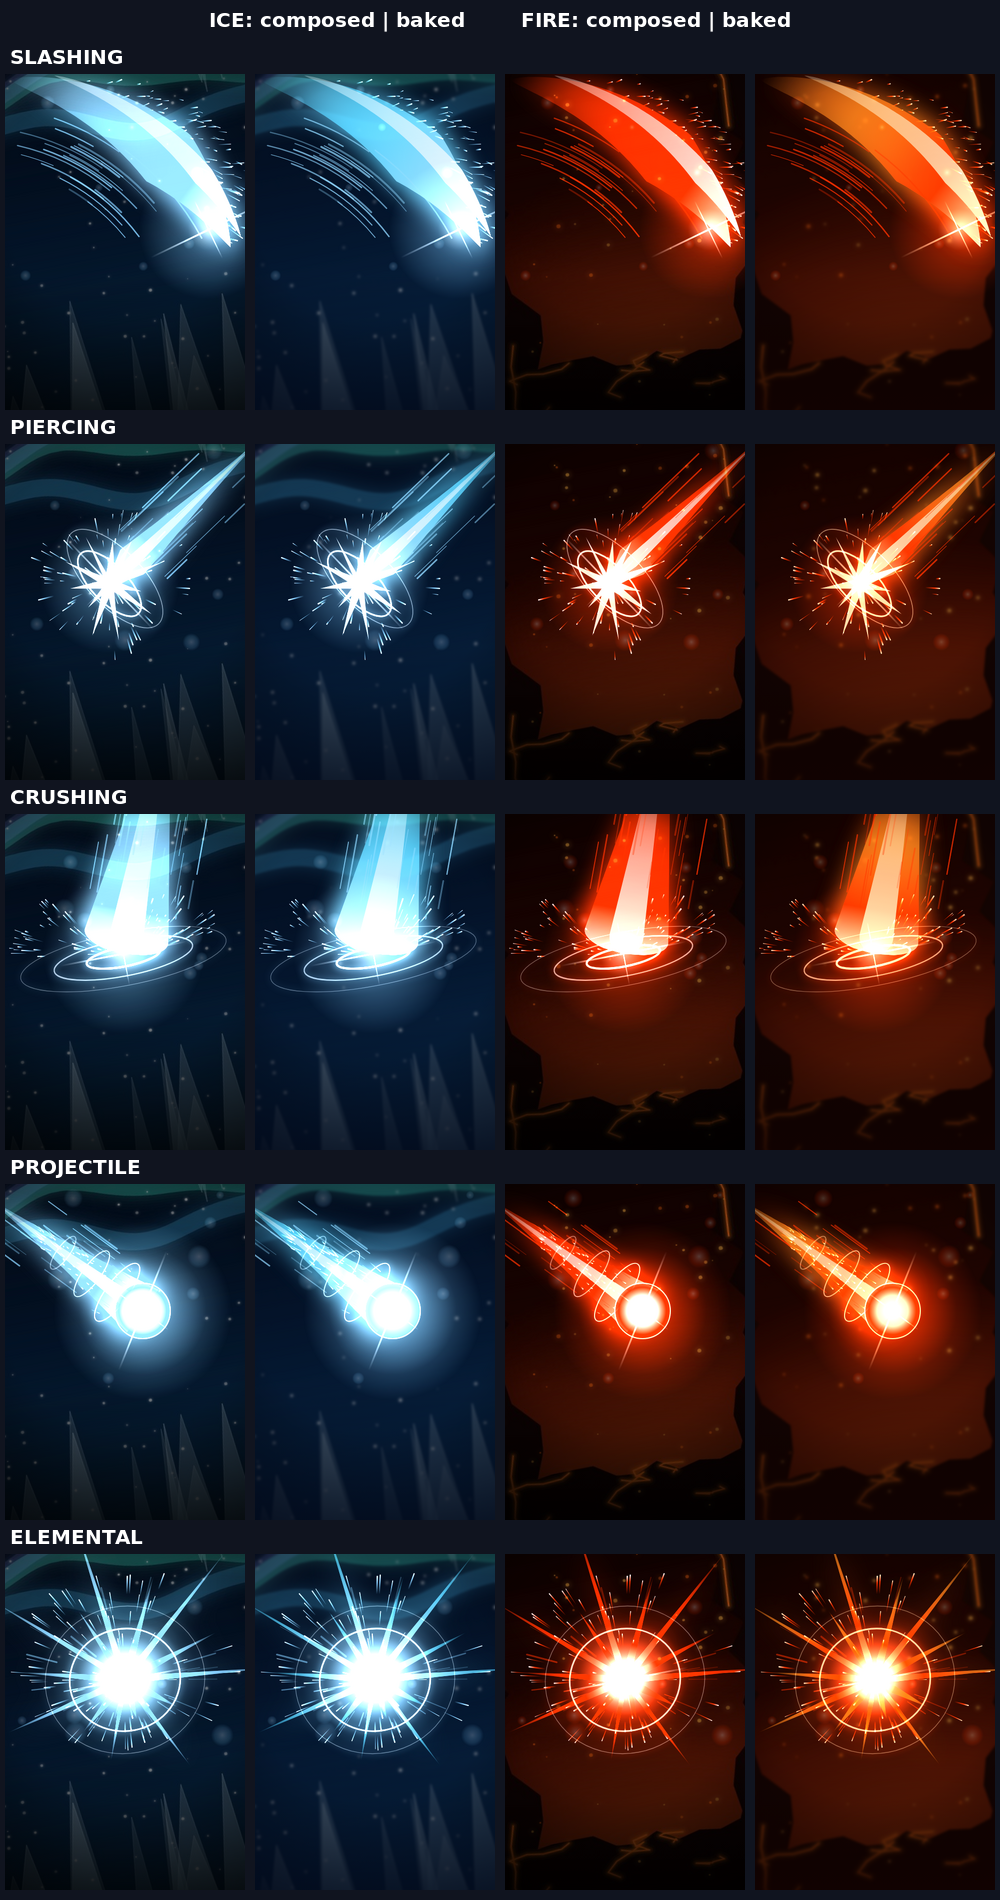 ICE: composed | baked
FIRE: composed | baked
SLASHING
PIERCING
CRUSHING
PROJECTILE
ELEMENTAL